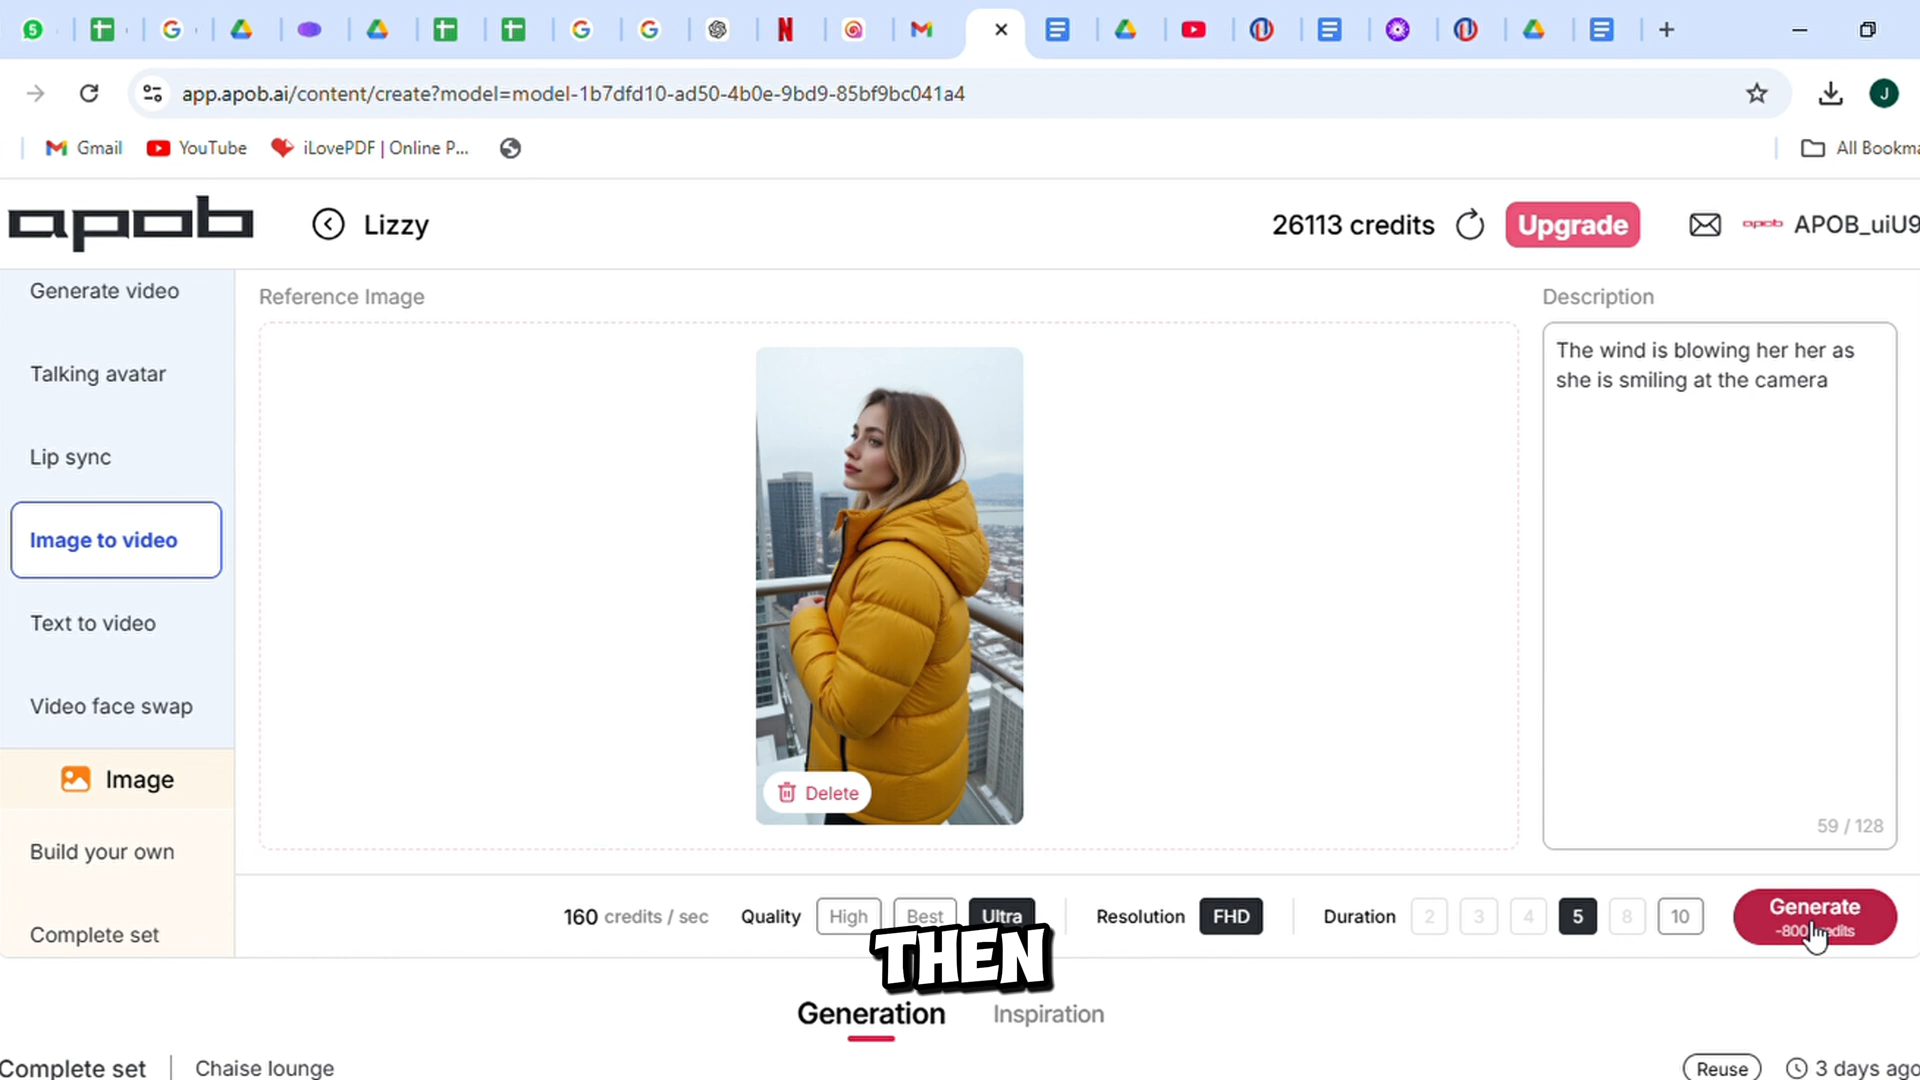 5
app.apob.ai/content/create?model=model-1b7dfd10-ad50-4b0e-9bd9-85bf9bc041a4
J
Gmail
YouTube
iLovePDF | Online P...
All Bookma
apob
Lizzy
26113 credits
Upgrade
apob
APOB_uiU9
Generate video
Talking avatar
Lip sync
Image to video
Text to video
Video face swap
Image
Build your own
Complete set
Reference Image
Delete
Description
The wind is blowing her her as
she is smiling at the camera
59 / 128
160 credits / sec
Quality
High
Best
Ultra
Resolution
FHD
Duration
2
3
4
5
8
10
Generate
THEN
Generation
Inspiration
Complete set
Chaise lounge
Reuse
3 days ago